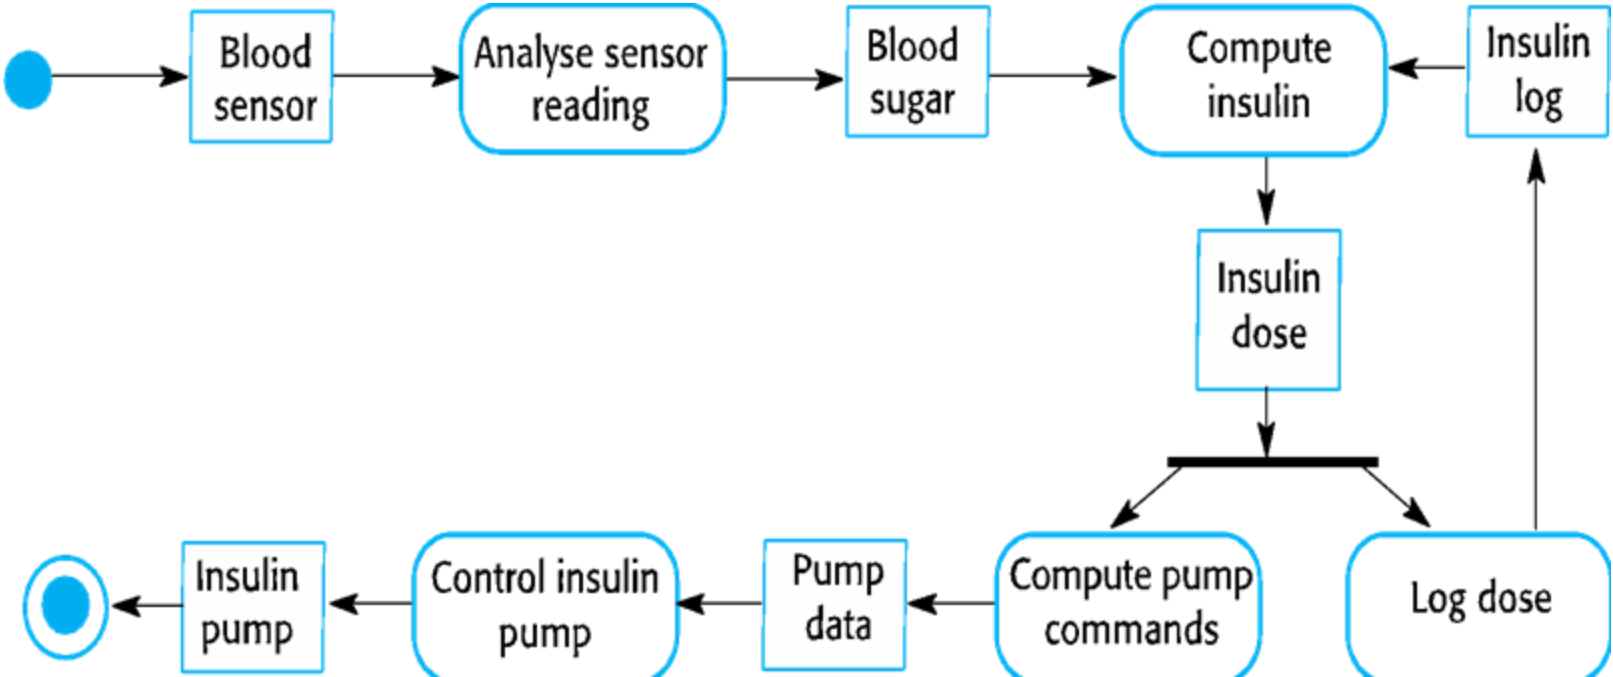 Blood
sensor
Analyse sensor
reading
Blood
sugar
Compute
insulin
Insulin
log
Insulin
dose
Insulin
pump
Control insulin
pump
Pump
data
Compute pump
commands
Log dose